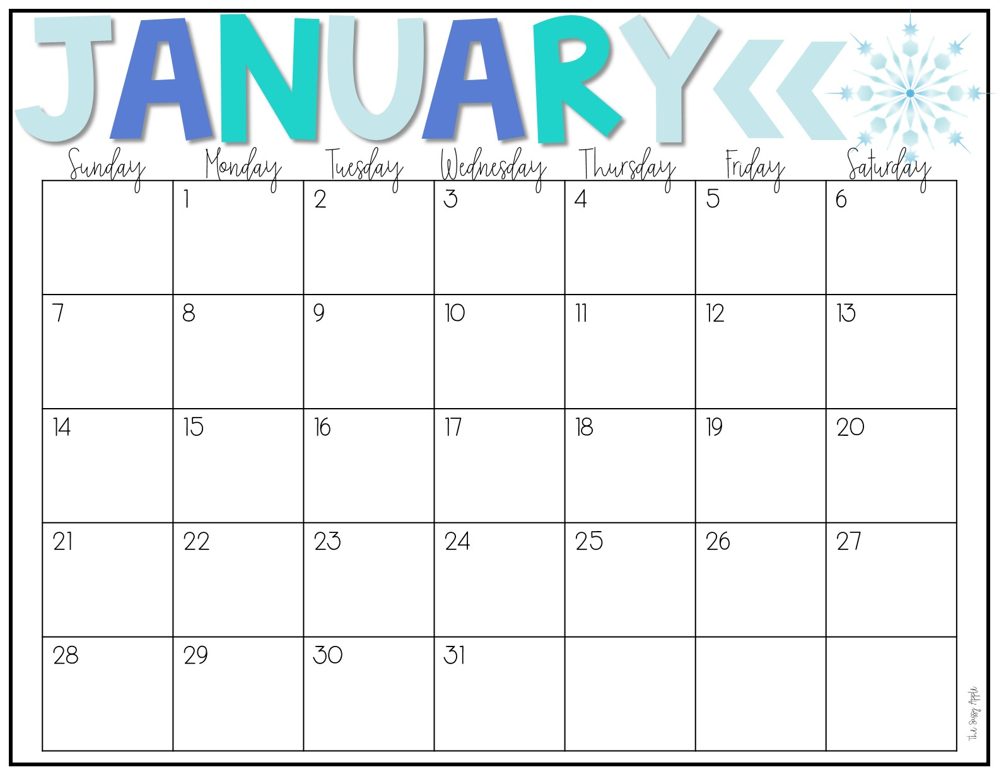 JANUARY
Sunday Monday Tuesday Wednesday Thursday Friday Saturday
1 2 3 4 5 6
7 8 9 10 11 12 13
14 15 16 17 18 19 20
21 22 23 24 25 26 27
28 29 30 31
The Sassy Apple